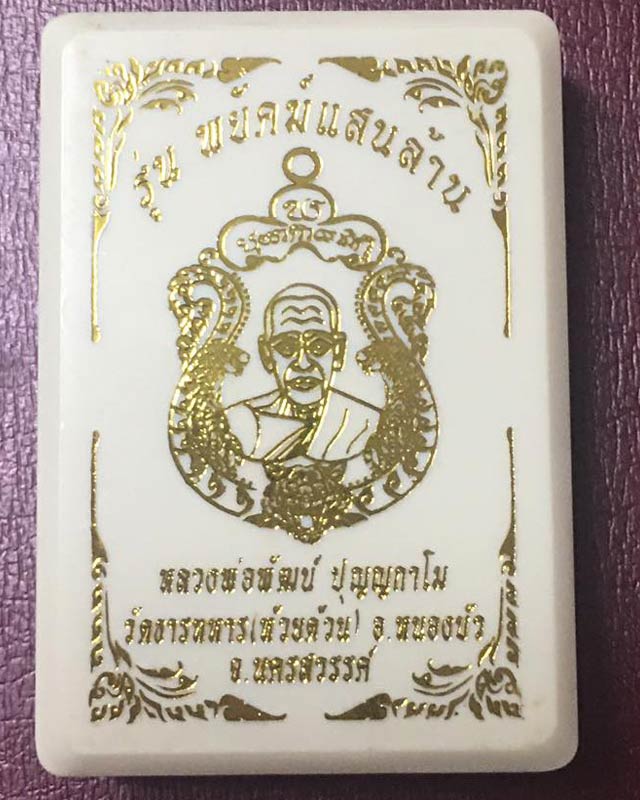 รุ่น พยัคฆ์แสนล้าน
หลวงพ่อพัฒน์ ปุญญกาโม
วัดธารทหาร(ห้วยด้วน) อ.หนองบัว
จ.นครสวรรค์